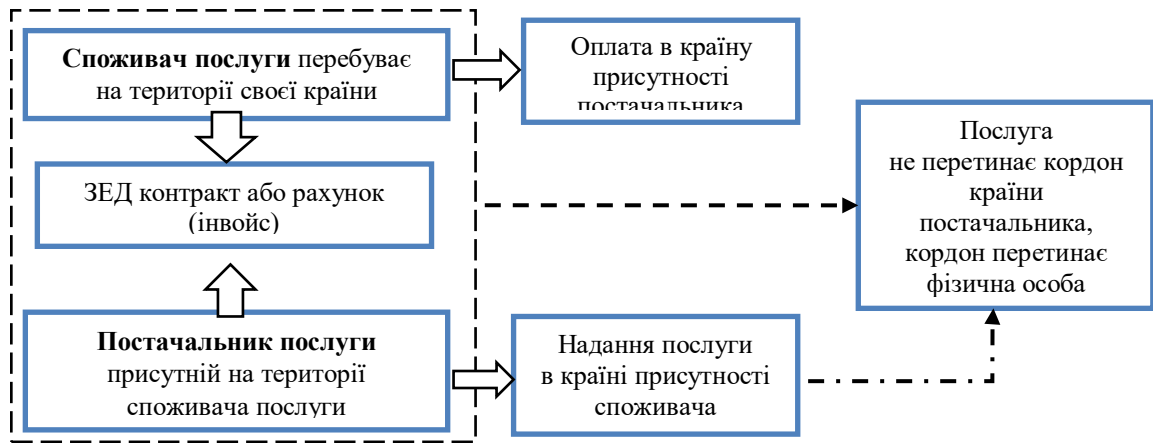 Споживач послуги перебуває
на території своєї країни
Оплата в країну
присутності
постачальника
ЗЕД контракт або рахунок
(інвойс)
Послуга
не перетинає кордон
країни
постачальника,
кордон перетинає
фізична особа
Постачальник послуги
присутній на території
споживача послуги
Надання послуги
в країні присутності
споживача